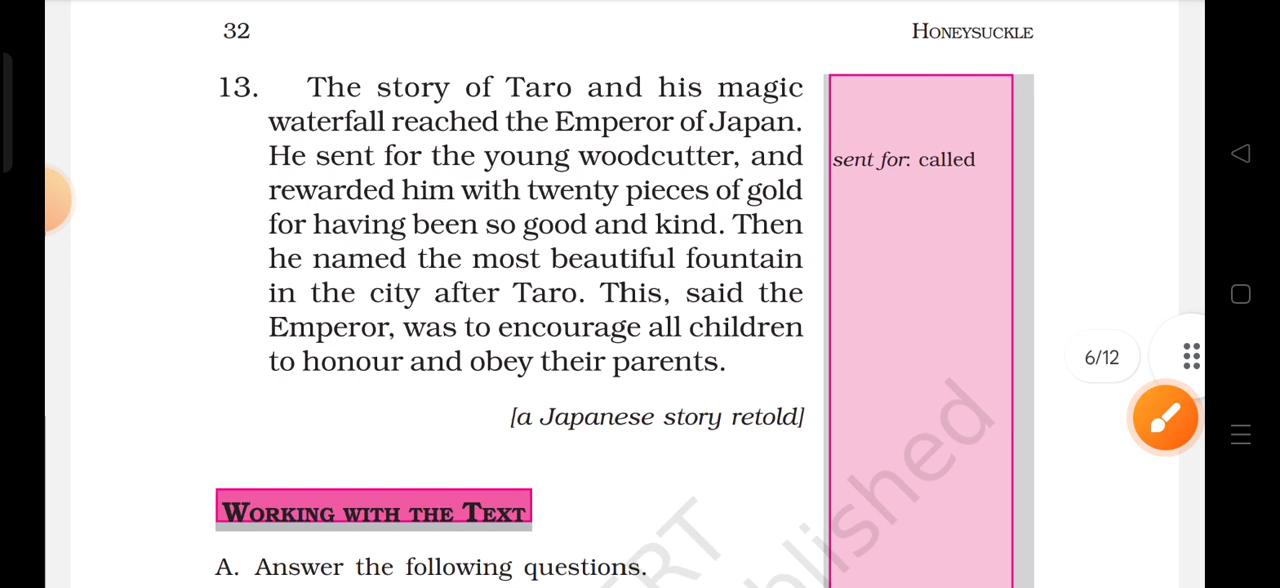 32
HONEYSUCKLE
13. The story of Taro and his magic
waterfall reached the Emperor of Japan.
He sent for the young woodcutter, and
sent for: called
rewarded him with twenty pieces of gold
for having been so good and kind. Then
he named the most beautiful fountain
in the city after Taro. This, said the
Emperor, was to encourage all children
to honour and obey their parents.
6/12
[a Japanese story retold]
WORKING WITH THE TEXT
A. Answer the following questions.